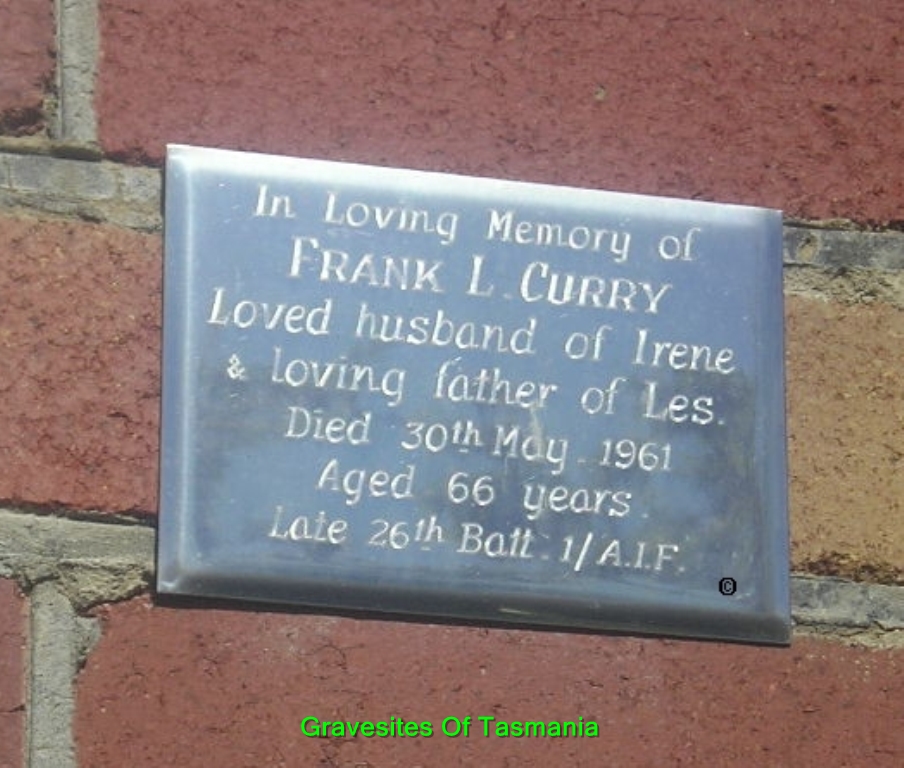 In Loving Memory of
FRANK L. CURRY
Loved husband of Irene
& loving father of Les.
Died 30th May 1961
Aged 66 years.
Late 26th Batt. 1/A.I.F.
©
Gravesites Of Tasmania